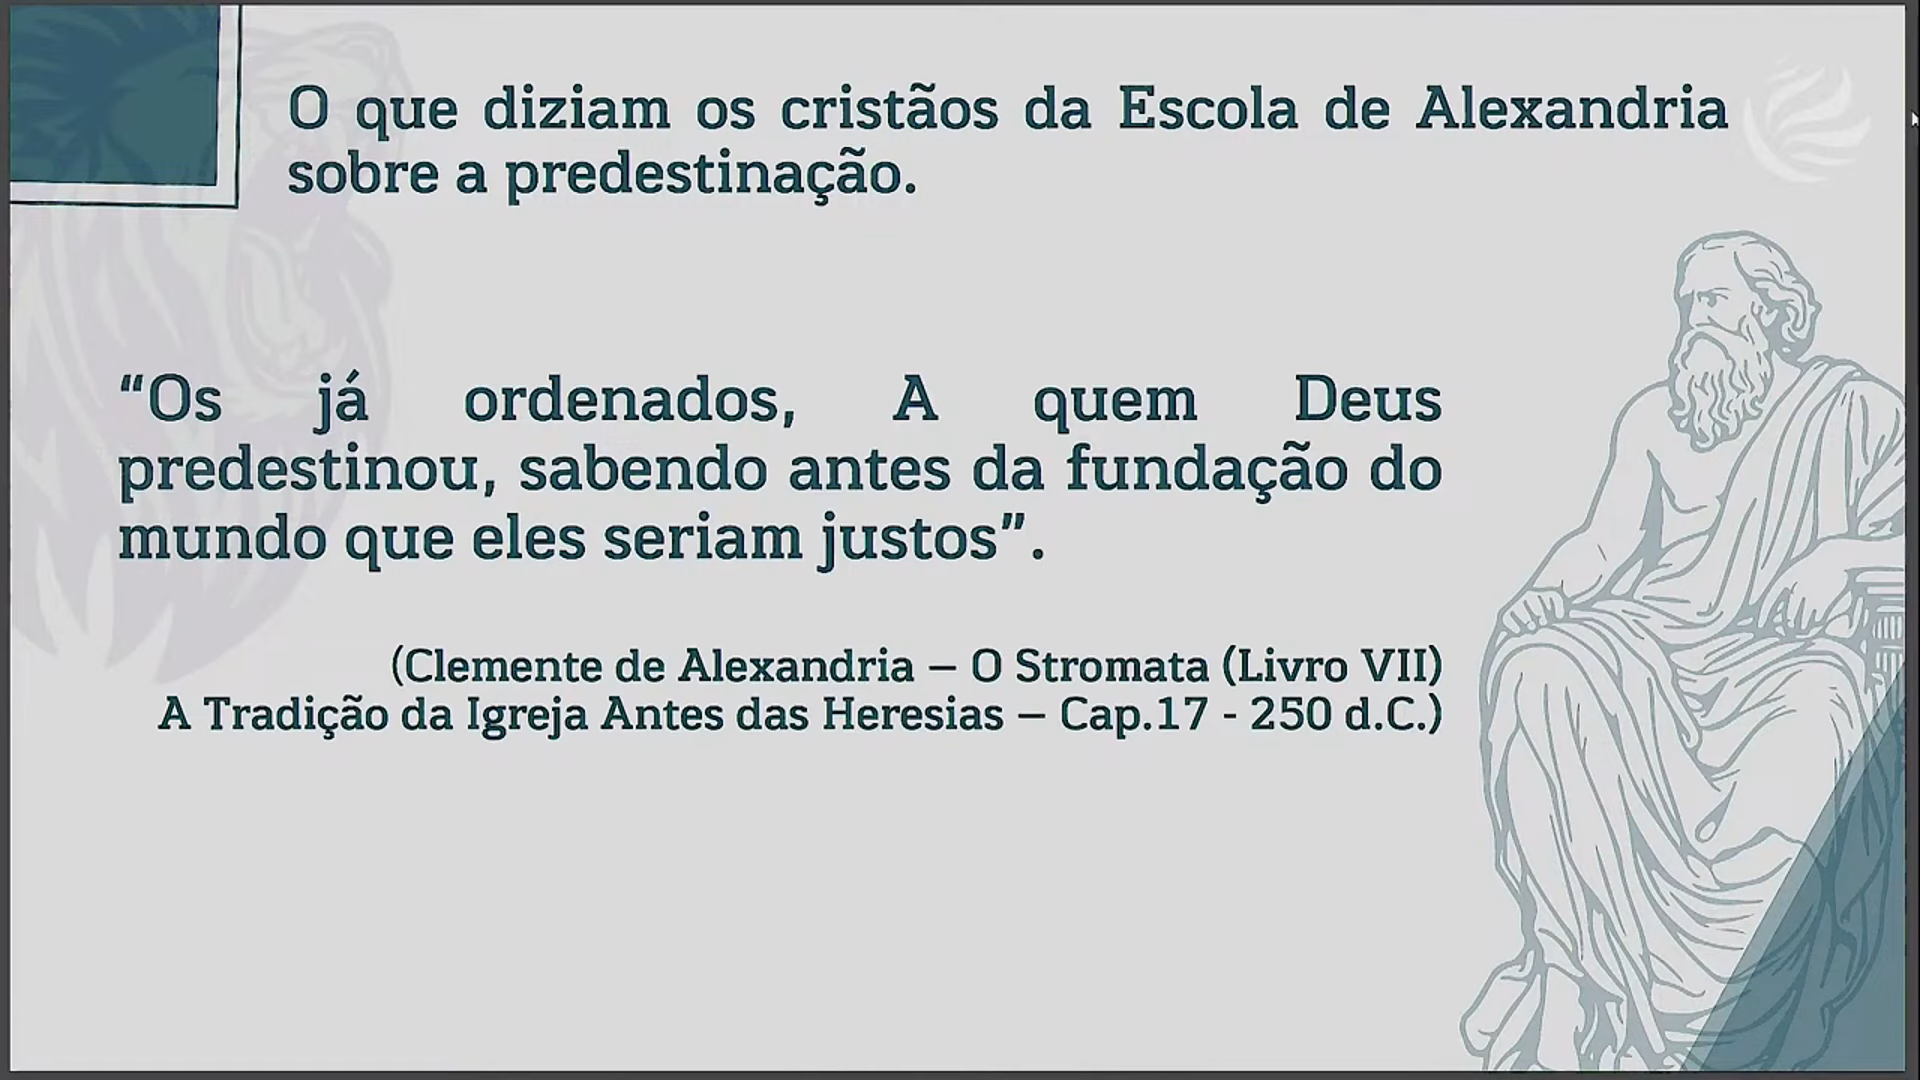 O que diziam os cristãos da Escola de Alexandria
sobre a predestinação.
“Os já ordenados, A quem Deus
predestinou, sabendo antes da fundação do
mundo que eles seriam justos”.
(Clemente de Alexandria – O Stromata (Livro VII)
A Tradição da Igreja Antes das Heresias – Cap.17 - 250 d.C.)